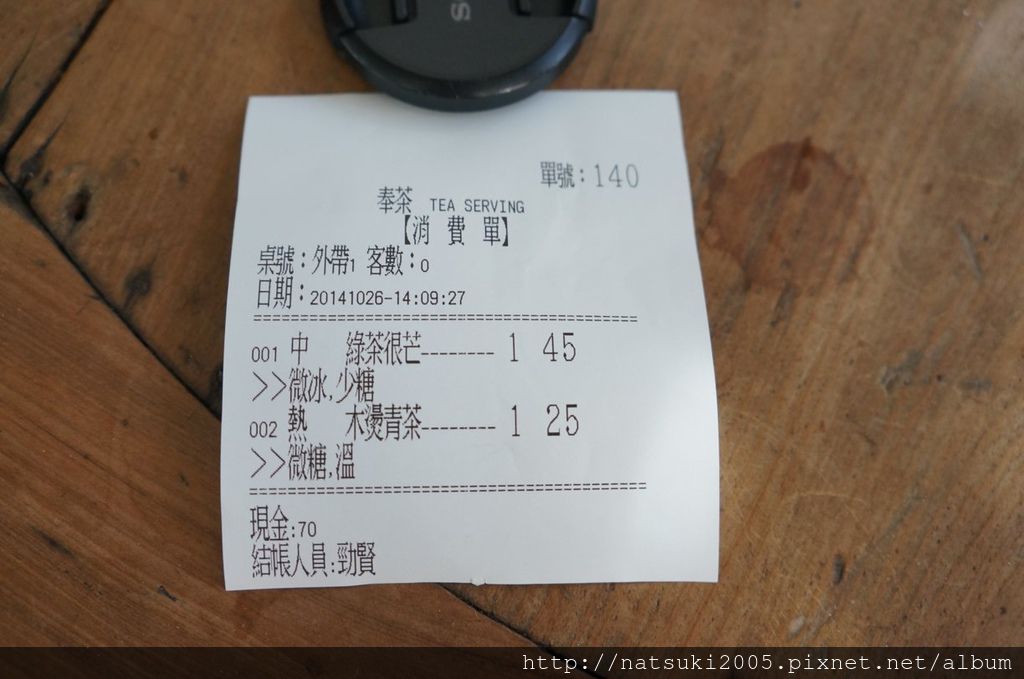 S
單號：140
奉茶 TEA SERVING
【消 費 單】
桌號：外帶1 客數：0
日期：20141026-14:09:27
=========================================
001 中 綠茶很芒-------- 1 45
>>微冰,少糖
002 熱 木燙青茶-------- 1 25
>>微糖,溫
=========================================
現金:70
結帳人員:勁賢
http://natsuki2005.pixnet.net/album